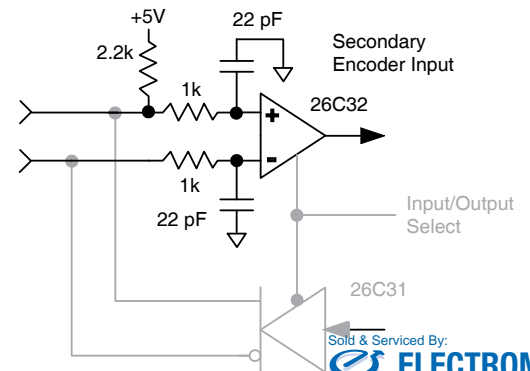 +5V
22 pF
2.2k
Secondary
Encoder Input
1k
26C32
+
-
1k
22 pF
Input/Output
Select
26C31
Sold & Serviced By: